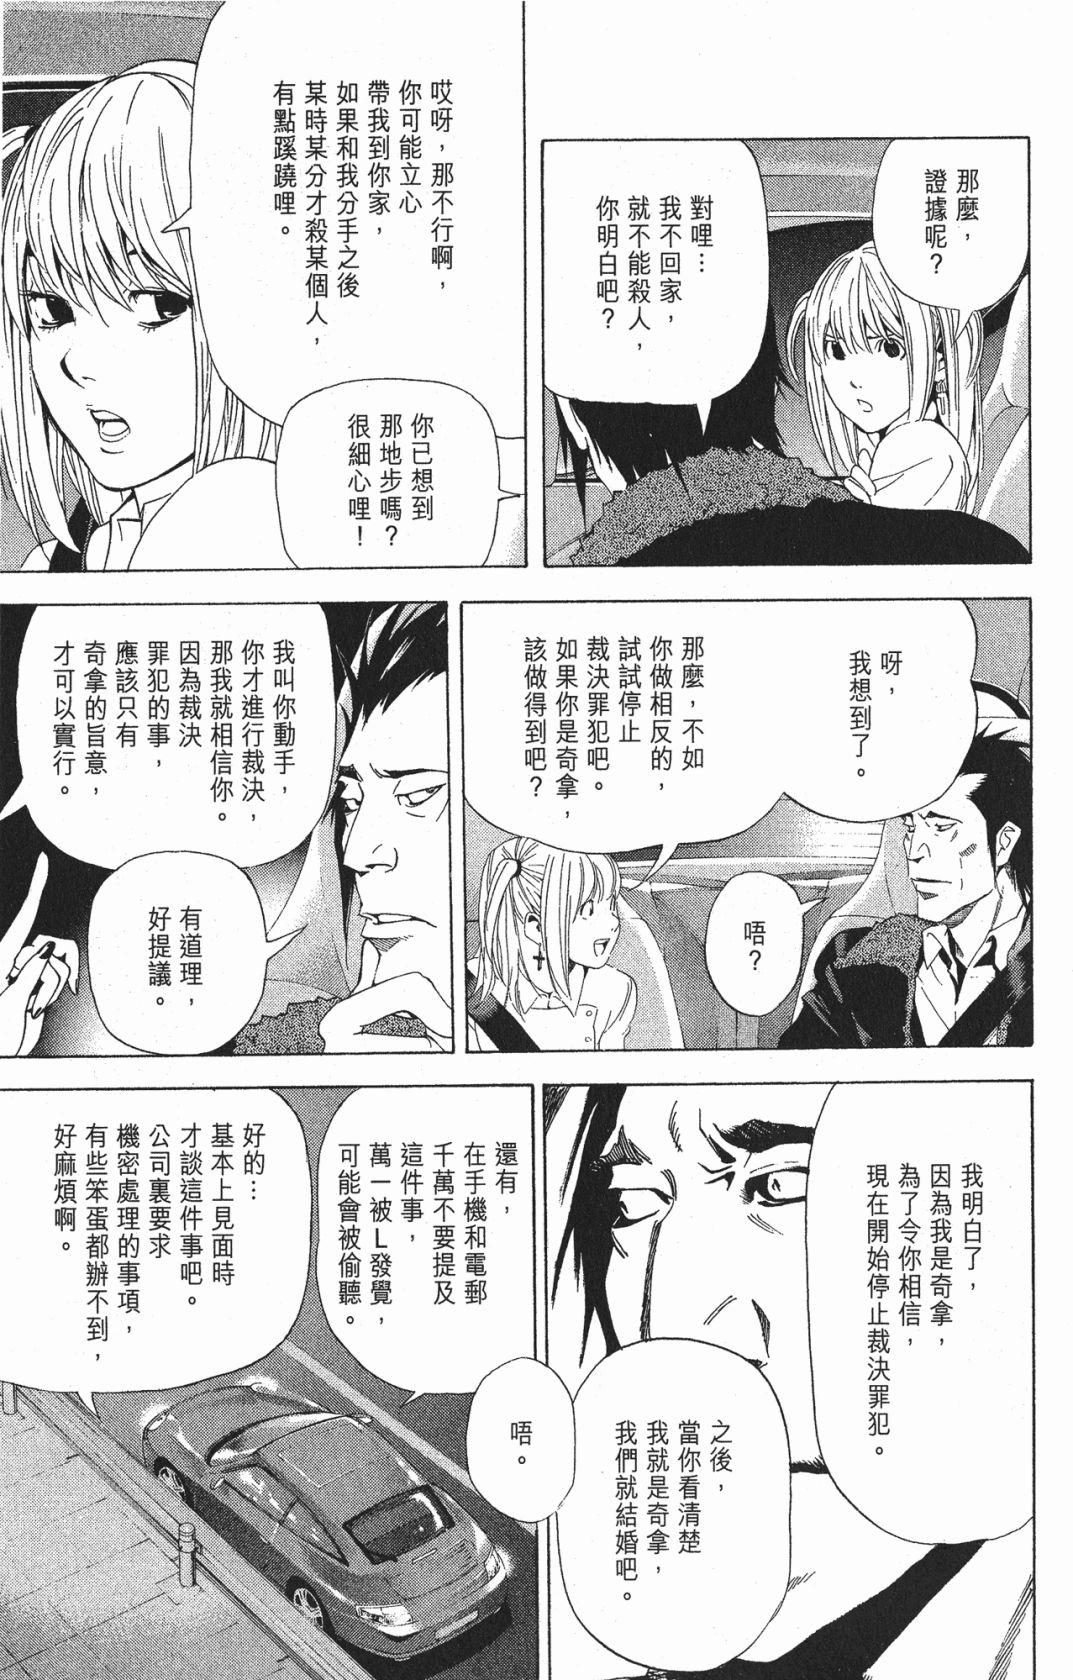 那麼，
證據呢？
對哩…
我不回家，
就不能殺人，
你明白吧？
哎呀，那不行啊，
你可能立心
帶我到你家，
如果和我分手之後
某時某分才殺某個人，
有點蹊蹺哩。
你已想到
那地步嗎？
很細心哩！
呀，
我想到了。
那麼，不如
你做相反的，
試試停止
裁決罪犯吧。
如果你是奇拿，
該做得到吧？
唔？
我叫你動手，
你才進行裁決，
那我就相信你。
因為裁決
罪犯的事，
應該只有
奇拿的旨意，
才可以實行。
有道理，
好提議。
我明白了，
因為我是奇拿，
為了令你相信，
現在開始停止裁決罪犯。
之後，
當你看清楚
我就是奇拿，
我們就結婚吧。
唔。
還有，
在手機和電郵
千萬不要提及
這件事，
萬一被L發覺，
可能會被偷聽。
好的…
基本上見面時
才談這件事吧。
公司裏要求
機密處理的事項，
有些笨蛋都辦不到，
好麻煩啊。